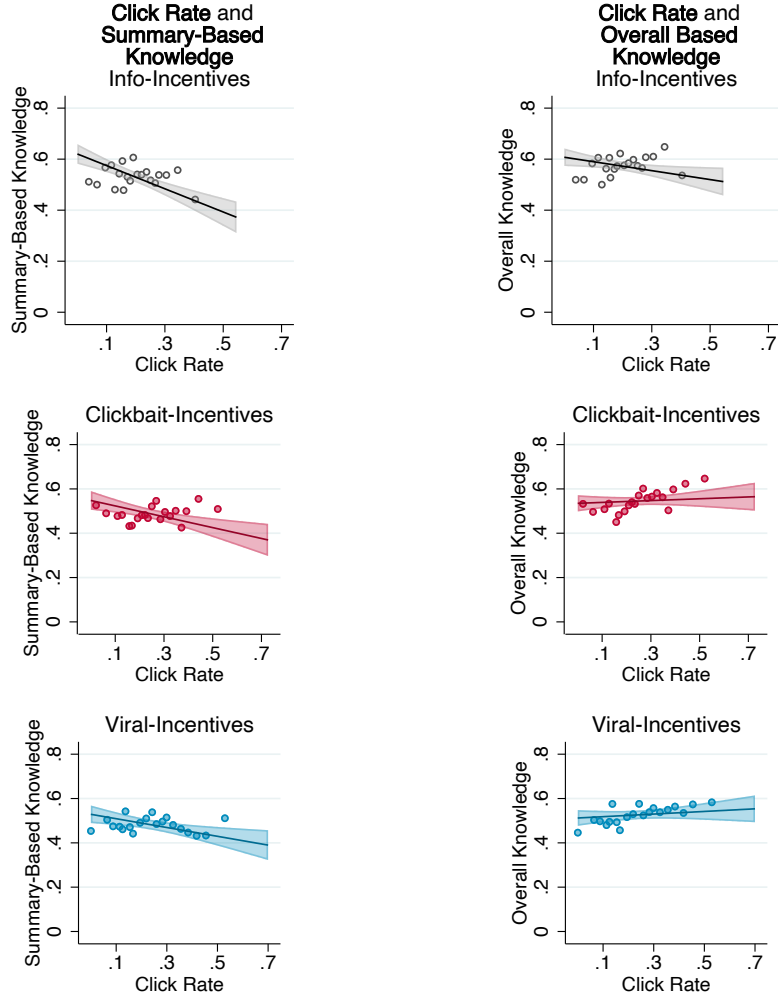 Click Rate and
Summary-Based
Knowledge
Info-Incentives
Summary-Based Knowledge
.8
.6
.4
.2
0
.1 .3 .5 .7
Click Rate
Click Rate and
Overall Based
Knowledge
Info-Incentives
Overall Knowledge
.8
.6
.4
.2
0
.1 .3 .5 .7
Click Rate
Clickbait-Incentives
Summary-Based Knowledge
.8
.6
.4
.2
0
.1 .3 .5 .7
Click Rate
Clickbait-Incentives
Overall Knowledge
.8
.6
.4
.2
0
.1 .3 .5 .7
Click Rate
Viral-Incentives
Summary-Based Knowledge
.8
.6
.4
.2
0
.1 .3 .5 .7
Click Rate
Viral-Incentives
Overall Knowledge
.8
.6
.4
.2
0
.1 .3 .5 .7
Click Rate